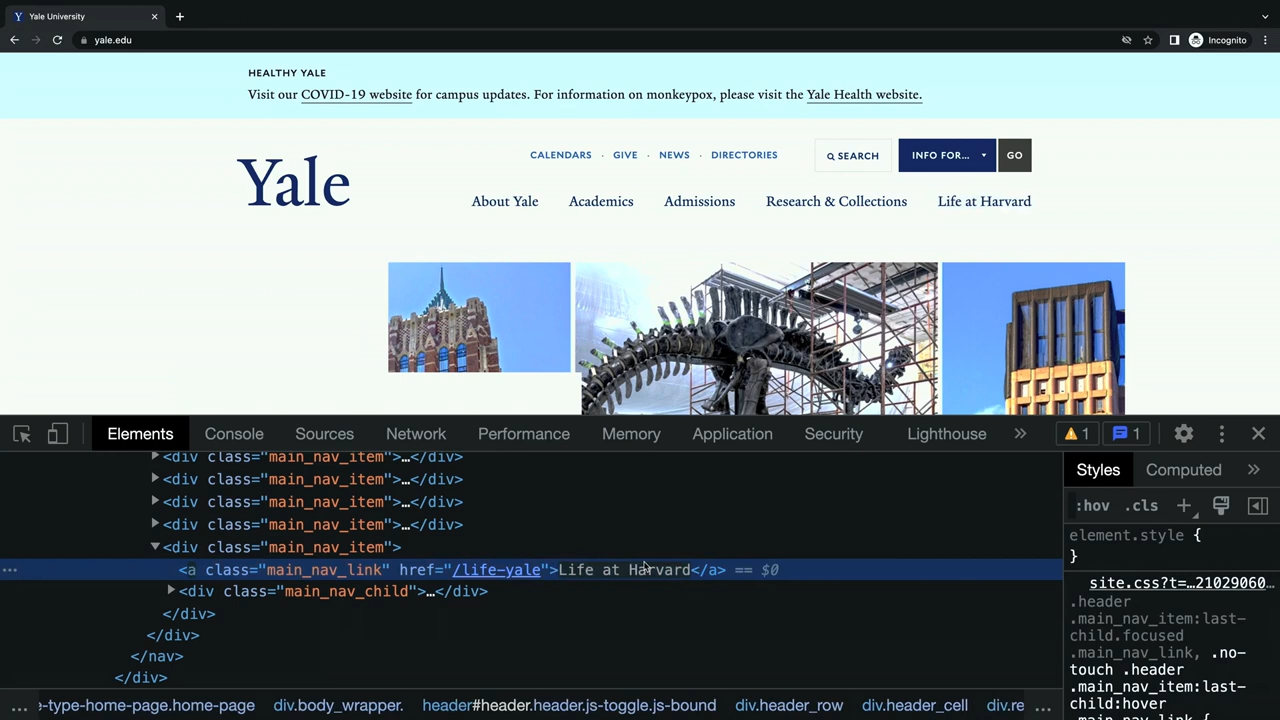 Yale University
yale.edu
Incognito
HEALTHY YALE
Visit our COVID-19 website for campus updates. For information on monkeypox, please visit the Yale Health website.
CALENDARS · GIVE · NEWS · DIRECTORIES
SEARCH
INFO FOR...
GO
Yale
About Yale Academics Admissions Research & Collections Life at Harvard
Elements Console Sources Network Performance Memory Application Security Lighthouse » 1 1
<div class="main_nav_item">…</div>
<div class="main_nav_item">…</div>
<div class="main_nav_item">…</div>
<div class="main_nav_item">…</div>
<div class="main_nav_item">
<a class="main_nav_link" href="/life-yale">Life at Harvard</a> == $0
<div class="main_nav_child">…</div>
</div>
</div>
</nav>
</div>
... e-type-home-page.home-page div.body_wrapper. header#header.header.js-toggle.js-bound div.header_row div.header_cell div.re ...
Styles Computed »
:hov .cls
element.style {
}
site.css?t=…21029060…
.header
.main_nav_item:last-
child.focused
.main_nav_link, .no-
touch .header
.main_nav_item:last-
child:hover
.main_nav_link {